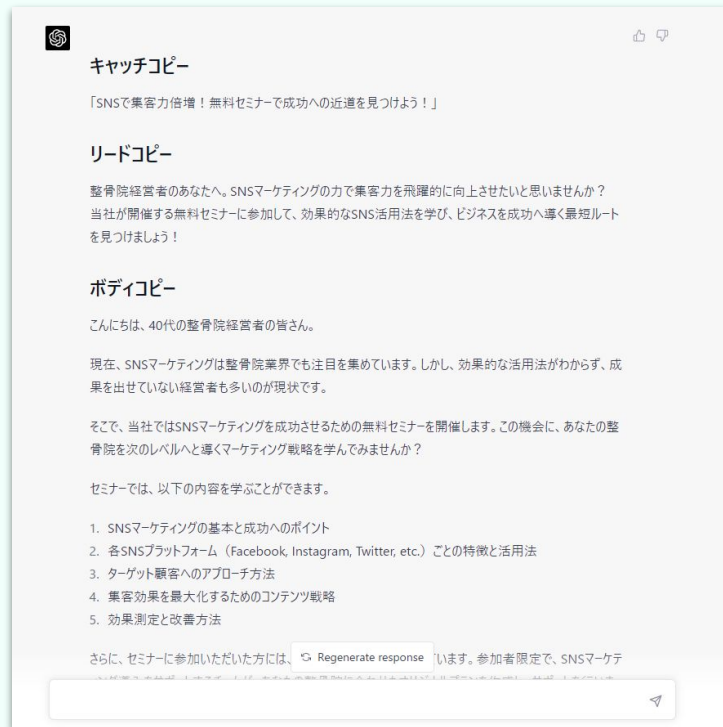 キャッチコピー
「SNSで集客力倍増！無料セミナーで成功への近道を見つけよう！」
リードコピー
整骨院経営者のあなたへ。SNSマーケティングの力で集客力を飛躍的に向上させたいと思いませんか？
当社が開催する無料セミナーに参加して、効果的なSNS活用法を学び、ビジネスを成功へ導く最短ルート
を見つけましょう！
ボディコピー
こんにちは、40代の整骨院経営者の皆さん。
現在、SNSマーケティングは整骨院業界でも注目を集めています。しかし、効果的な活用法がわからず、成
果を出せていない経営者も多いのが現状です。
そこで、当社ではSNSマーケティングを成功させるための無料セミナーを開催します。この機会に、あなたの整
骨院を次のレベルへと導くマーケティング戦略を学んでみませんか？
セミナーでは、以下の内容を学ぶことができます。
1. SNSマーケティングの基本と成功へのポイント
2. 各SNSプラットフォーム（Facebook, Instagram, Twitter, etc.）ごとの特徴と活用法
3. ターゲット顧客へのアプローチ方法
4. 集客効果を最大化するためのコンテンツ戦略
5. 効果測定と改善方法
さらに、セミナーに参加いただいた方には、
Regenerate response
ています。参加者限定で、SNSマーケテ